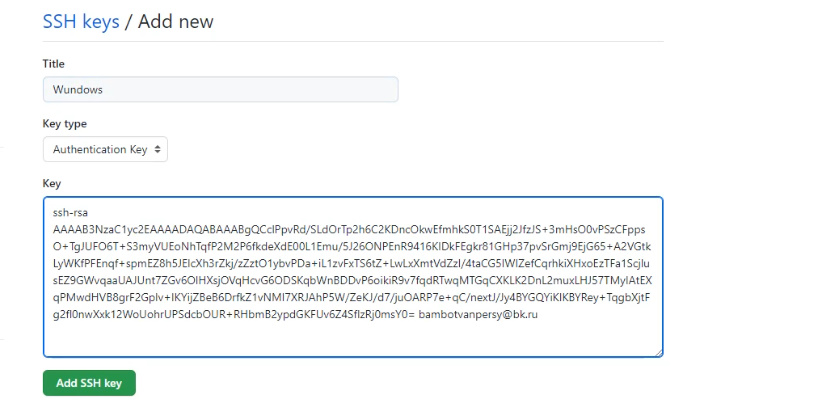 SSH keys / Add new
Title
Wundows
Key type
Authentication Key
Key
ssh-rsa
AAAAB3NzaC1yc2EAAAADAQABAAABgQCclPpvRd/SLdOrTp2h6C2KDncOkwEfmhkS0T1SAEjj2JfzJS+3mHsO0vPSzCFpps
O+TgJUFO6T+S3myVUEoNhTqfP2M2P6fkdeXdE00L1Emu/5J26ONPEnR9416KIDkFEgkr81GHp37pvSrGmj9EjG65+A2VGtk
LyWKfPFEnqf+spmEZ8h5JElcXh3rZkj/zZztO1ybvPDa+iL1zvFxTS6tZ+LwLxXmtVdZzI/4taCG5IWIZefCqrhkiXHxoEzTFa1Scjlu
sEZ9GWvqaaUAJUnt7ZGv6OIHXsjOVqHcvG6ODSKqbWnBDDvP6oikiR9v7fqdRTwqMTGqCXKLK2DnL2muxLHJ57TMyIAtEX
qPMwdHVB8grF2Gplv+IKYijZBeB6DrfkZ1vNMI7XRJAhP5W/ZeKJ/d7/juOARP7e+qC/nextJ/Jy4BYGQYiKIKBYRey+TqgbXjtF
g2fl0nwXxk12WoUohrUPSdcbOUR+RHbmB2ypdGKFUv6Z4SfIzRj0msY0= bambotvanpersy@bk.ru
Add SSH key